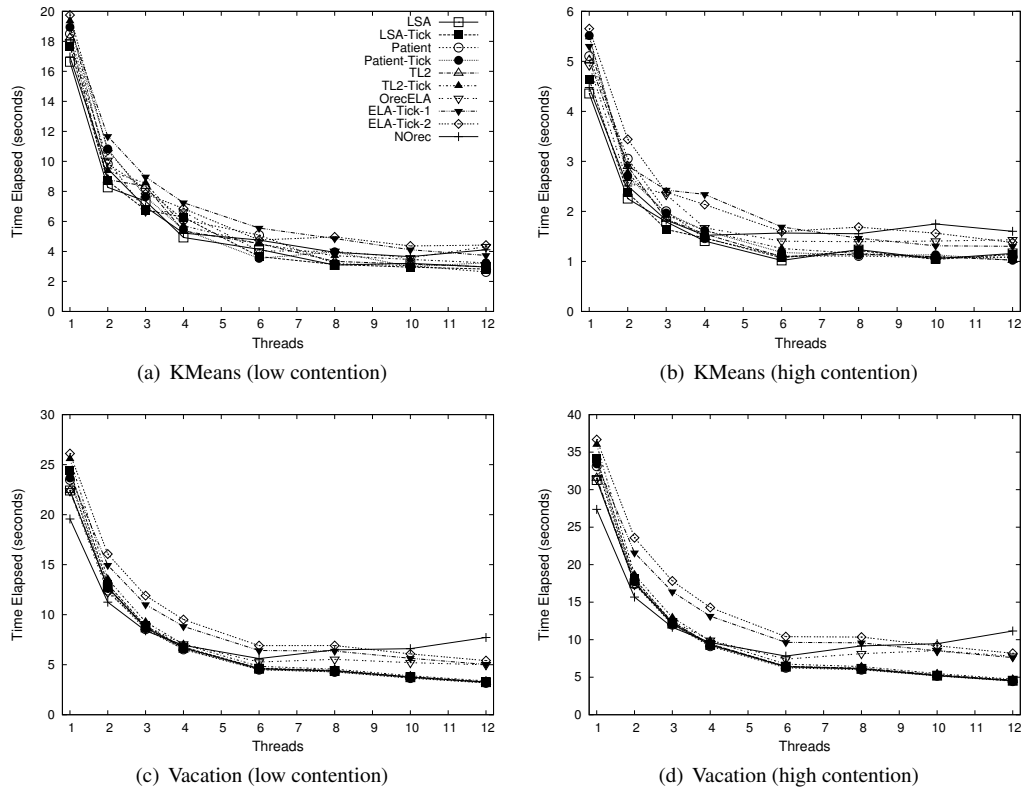 20
18
16
14
12
10
8
6
4
2
0
Time Elapsed (seconds)
LSA
LSA-Tick
Patient
Patient-Tick
TL2
TL2-Tick
OrecELA
ELA-Tick-1
ELA-Tick-2
NOrec
1 2 3 4 5 6 7 8 9 10 11 12
Threads
(a) KMeans (low contention)
6
5
4
3
2
1
0
Time Elapsed (seconds)
1 2 3 4 5 6 7 8 9 10 11 12
Threads
(b) KMeans (high contention)
30
25
20
15
10
5
0
Time Elapsed (seconds)
1 2 3 4 5 6 7 8 9 10 11 12
Threads
(c) Vacation (low contention)
40
35
30
25
20
15
10
5
0
Time Elapsed (seconds)
1 2 3 4 5 6 7 8 9 10 11 12
Threads
(d) Vacation (high contention)